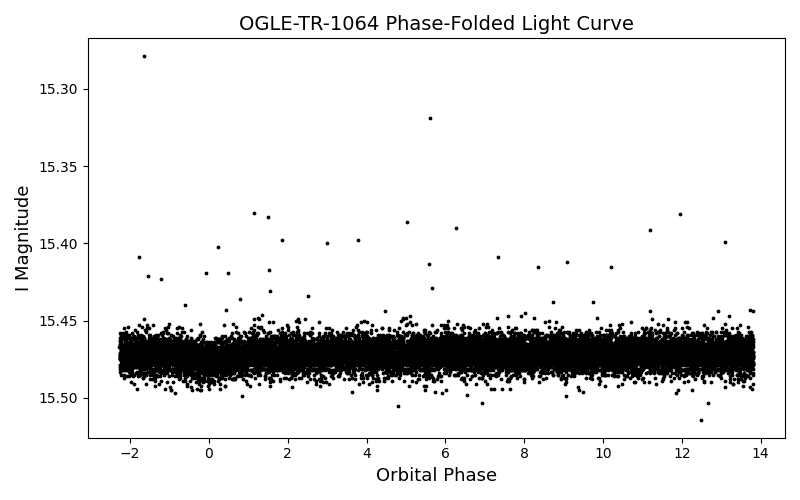 OGLE-TR-1064 Phase-Folded Light Curve
15.30
15.35
15.40
15.45
15.50
I Magnitude
−2 0 2 4 6 8 10 12 14
Orbital Phase